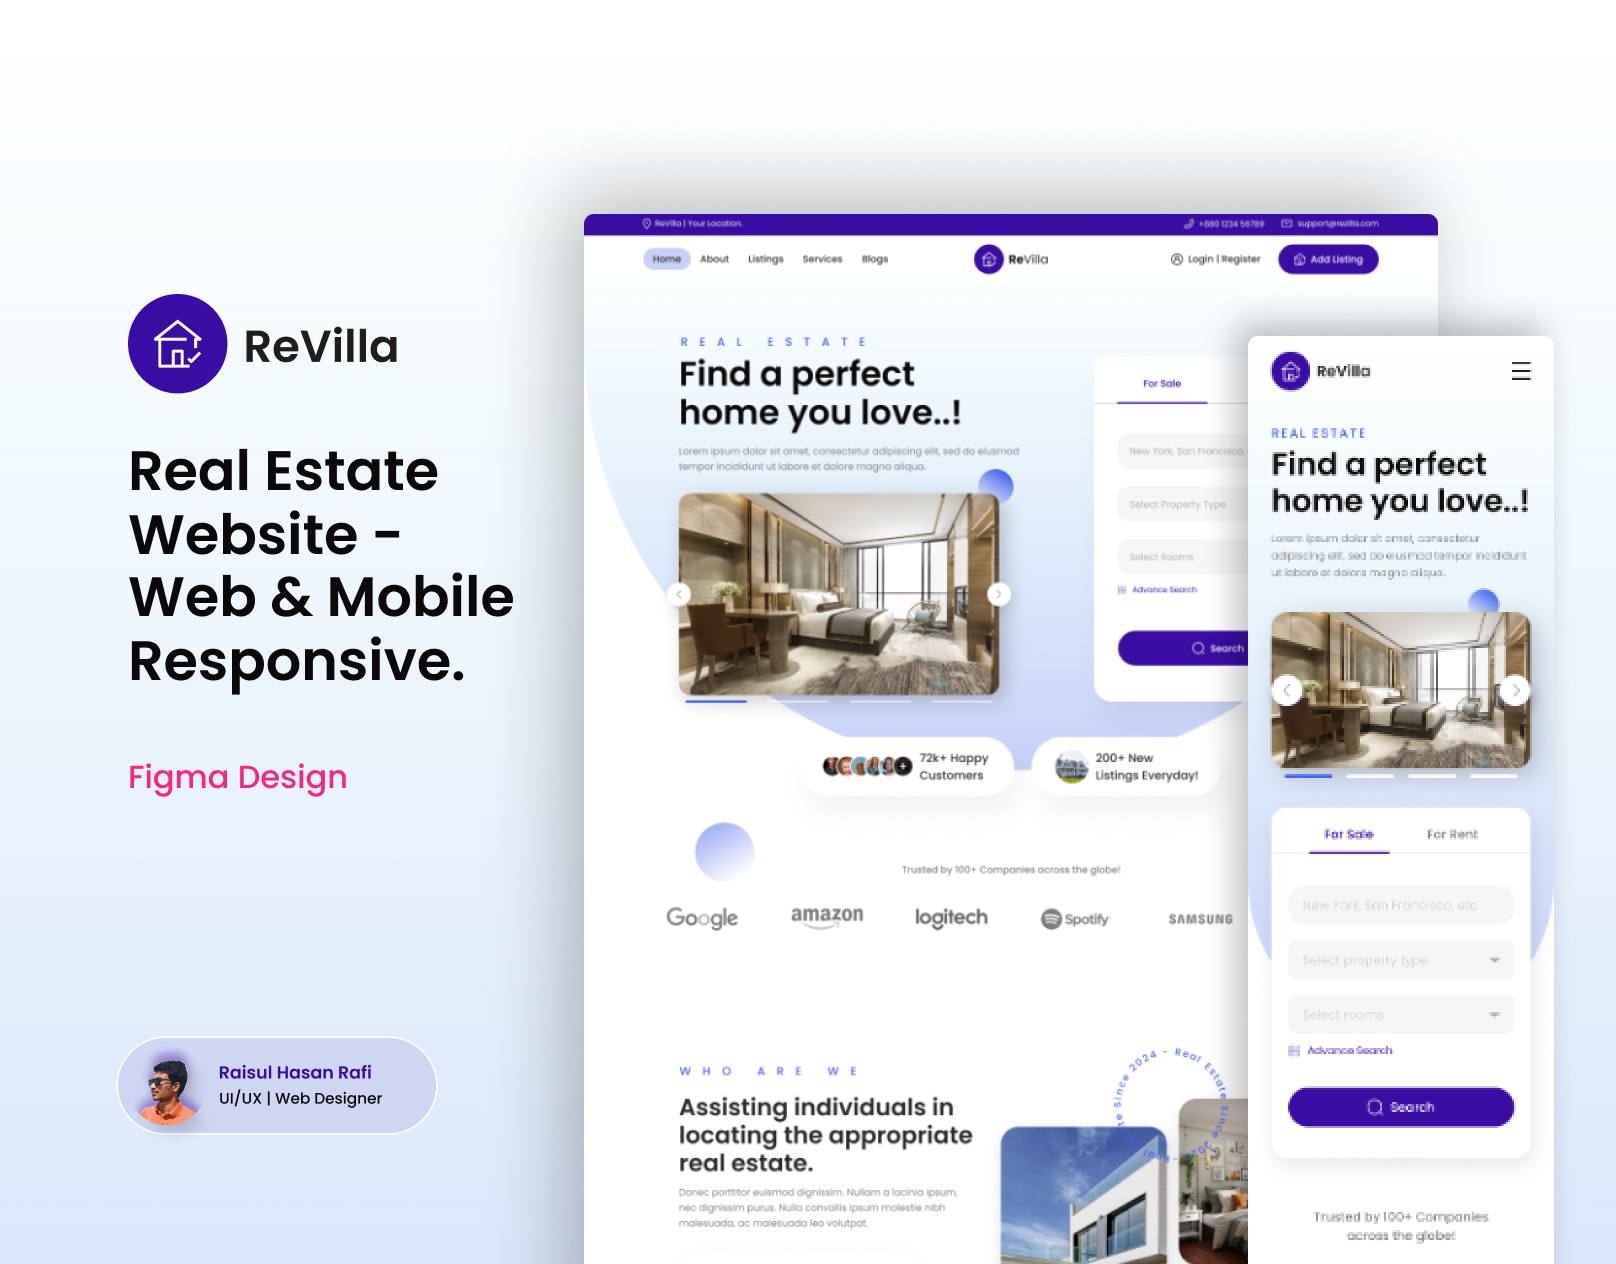 ReVilla
Real Estate
Website -
Web & Mobile
Responsive.
Figma Design
Raisul Hasan Rafi
UI/UX | Web Designer
ReVilla | Your Location.
+880 1234 56789
support@rezilla.com
Home
About
Listings
Services
Blogs
ReVilla
Login | Register
Add Listing
REAL ESTATE
Find a perfect
home you love..!
Lorem ipsum dolor sit amet, consectetur adipiscing elit, sed do eiusmod
tempor incididunt ut labore et dolore magna aliqua.
For Sale
New York, San Francisco,
Select Property Type
Select Rooms
Advance Search
Search
72k+ Happy
Customers
200+ New
Listings Everyday!
Trusted by 100+ Companies across the globe!
Google
amazon
logitech
Spotify
SAMSUNG
WHO ARE WE
Assisting individuals in
locating the appropriate
real estate.
Donec porttitor euismod dignissim. Nullam a lacinia ipsum,
nec dignissim purus. Nulla convallis ipsum molestie nibh
malesuada, ac malesuada leo volutpat.
Since 2024 - Real Estate Since
ReVilla
REAL ESTATE
Find a perfect
home you love..!
Lorem ipsum dolor sit amet, consectetur
adipiscing elit, sed do eiusmod tempor incididunt
ut labore et dolore magna aliqua.
For Sale
For Rent
New York, San Francisco, etc
Select property type
Select rooms
Advance Search
Search
Trusted by 100+ Companies
across the globe!